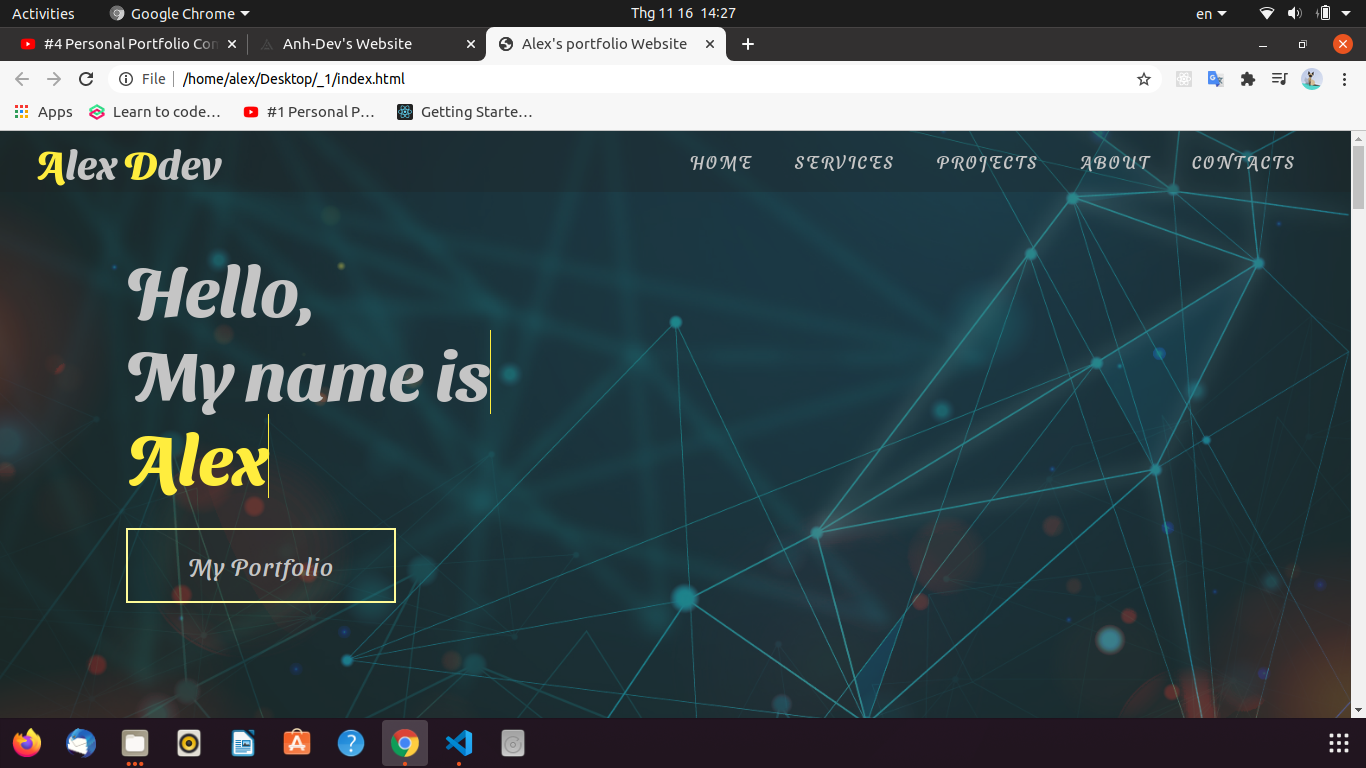 Activities
Google Chrome
Thg 11 16 14:27
en
#4 Personal Portfolio Con
Anh-Dev's Website
Alex's portfolio Website
File
/home/alex/Desktop/_1/index.html
Apps
Learn to code…
#1 Personal P…
Getting Starte…
Alex Ddev
HOME
SERVICES
PROJECTS
ABOUT
CONTACTS
Hello,
My name is
Alex
My Portfolio